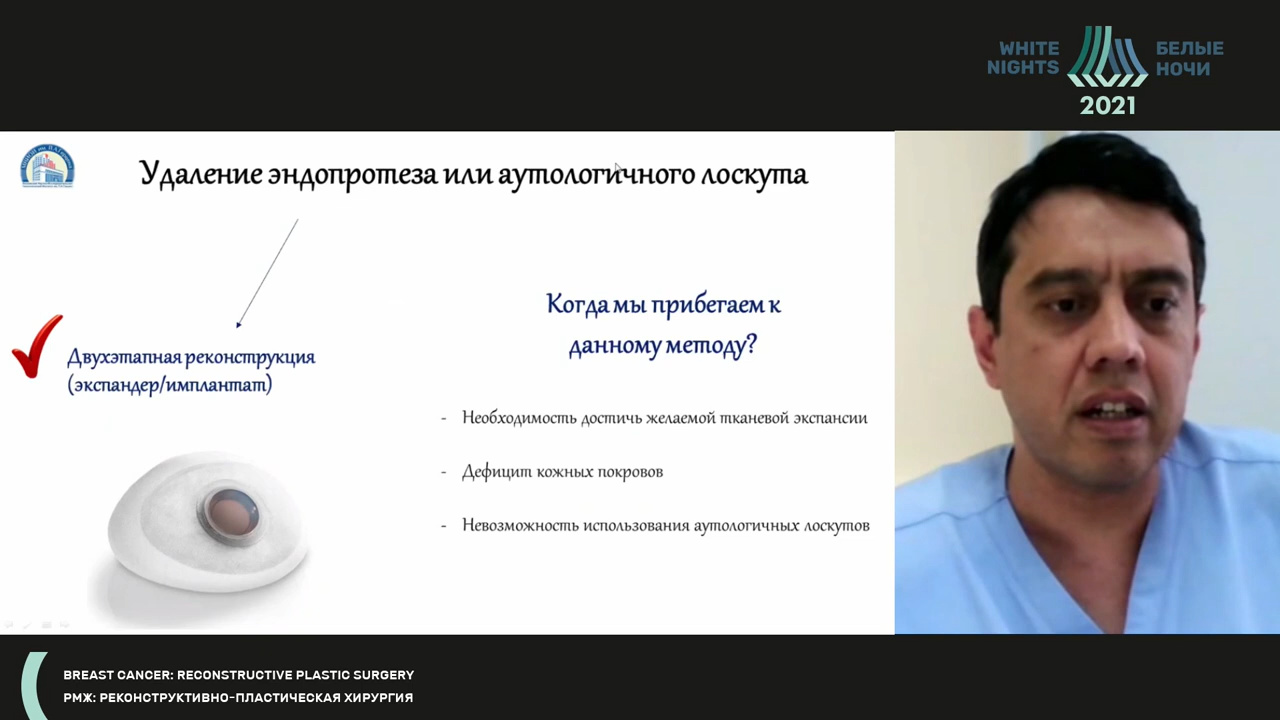 WHITE
NIGHTS
БЕЛЫЕ
НОЧИ
2021
Удаление эндопротеза или аутологичного лоскута
Двухэтапная реконструкция
(экспандер/имплантат)
Когда мы прибегаем к
данному методу?
- Необходимость достичь желаемой тканевой экспансии
- Дефицит кожных покровов
- Невозможность использования аутологичных лоскутов
BREAST CANCER: RECONSTRUCTIVE PLASTIC SURGERY
РМЖ: РЕКОНСТРУКТИВНО-ПЛАСТИЧЕСКАЯ ХИРУРГИЯ